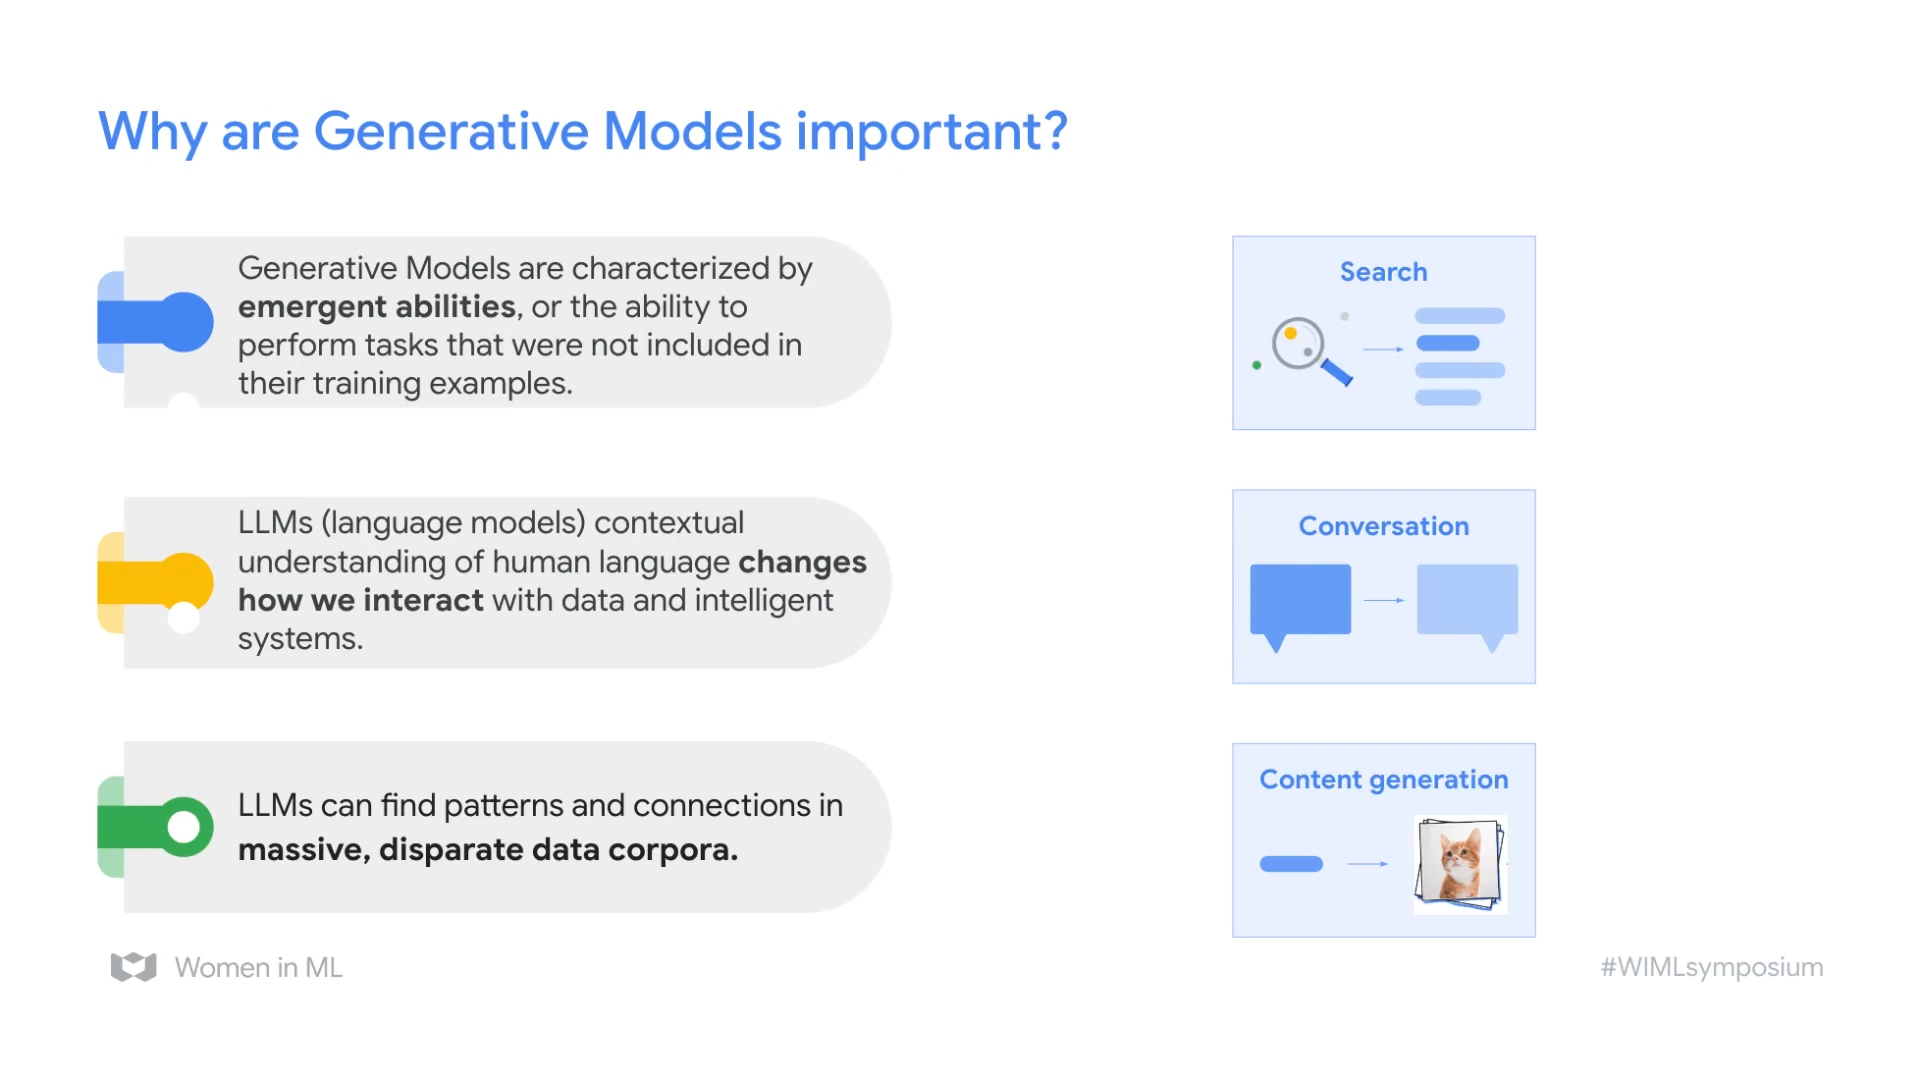 Why are Generative Models important?
Generative Models are characterized by
emergent abilities, or the ability to
perform tasks that were not included in
their training examples.
LLMs (language models) contextual
understanding of human language changes
how we interact with data and intelligent
systems.
LLMs can find patterns and connections in
massive, disparate data corpora.
Search
Conversation
Content generation
Women in ML
#WIMLsymposium